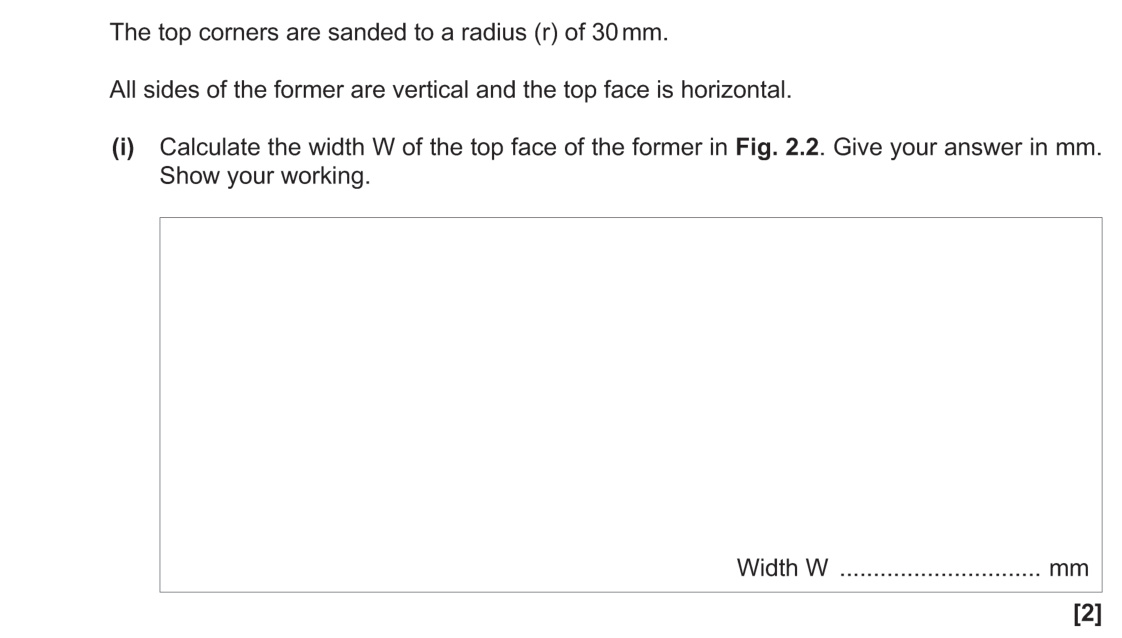 The top corners are sanded to a radius (r) of 30 mm.
All sides of the former are vertical and the top face is horizontal.
(i) Calculate the width W of the top face of the former in Fig. 2.2. Give your answer in mm.
Show your working.
Width W .............................. mm
[2]